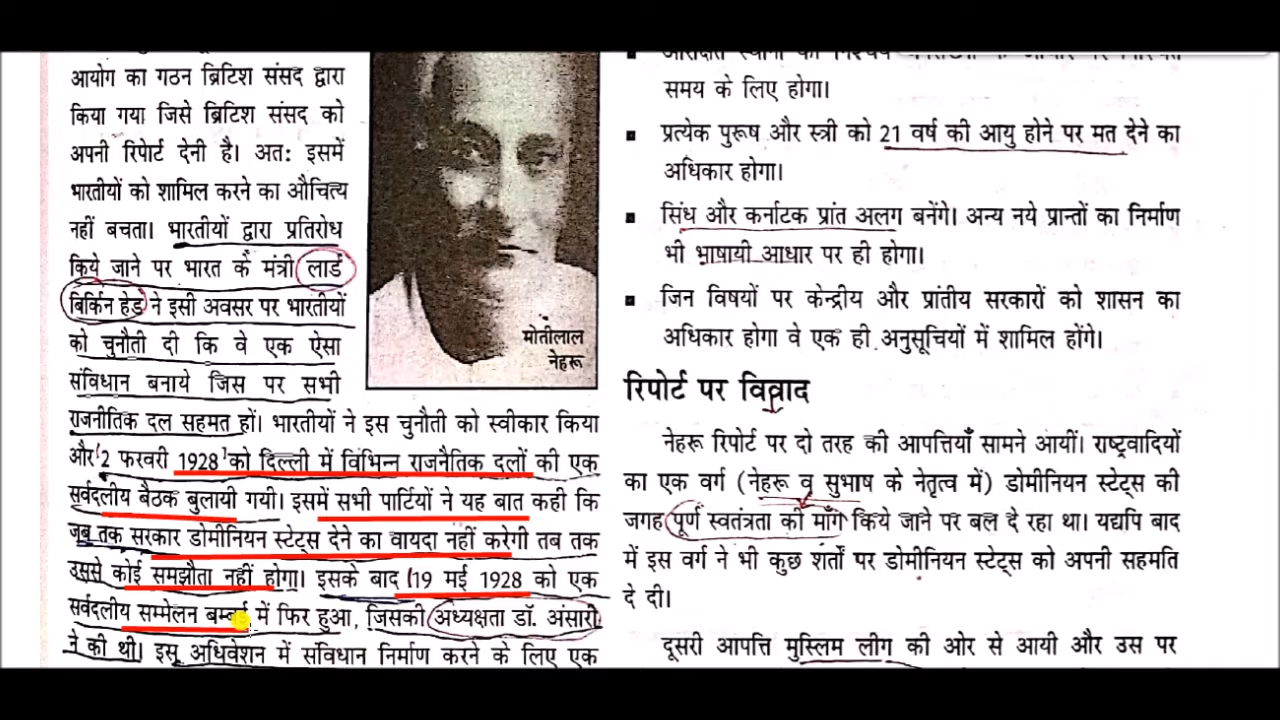 आयोग का गठन ब्रिटिश संसद द्वारा
किया गया जिसे ब्रिटिश संसद को
अपनी रिपोर्ट देनी है। अतः इसमें
भारतीयों को शामिल करने का औचित्य
नहीं बचता। भारतीयों द्वारा प्रतिरोध
किये जाने पर भारत के मंत्री लार्ड
बिर्किन हेड ने इसी अवसर पर भारतीयों
को चुनौती दी कि वे एक ऐसा
संविधान बनाये जिस पर सभी
राजनीतिक दल सहमत हों। भारतीयों ने इस चुनौती को स्वीकार किया
और 2 फरवरी 1928 को दिल्ली में विभिन्न राजनैतिक दलों की एक
सर्वदलीय बैठक बुलायी गयी। इसमें सभी पार्टियों ने यह बात कही कि
जब तक सरकार डोमीनियन स्टेट्स देने का वायदा नहीं करेगी तब तक
उससे कोई समझौता नहीं होगा। इसके बाद 19 मई 1928 को एक
सर्वदलीय सम्मेलन बम्बई में फिर हुआ, जिसकी अध्यक्षता डॉ. अंसारी
ने की थी। इस अधिवेशन में संविधान निर्माण करने के लिए एक
मोतीलाल
नेहरू
समय के लिए होगा।
▪ प्रत्येक पुरूष और स्त्री को 21 वर्ष की आयु होने पर मत देने का
अधिकार होगा।
▪ सिंध और कर्नाटक प्रांत अलग बनेंगे। अन्य नये प्रान्तों का निर्माण
भी भाषायी आधार पर ही होगा।
▪ जिन विषयों पर केन्द्रीय और प्रांतीय सरकारों को शासन का
अधिकार होगा वे एक ही अनुसूचियों में शामिल होंगे।
रिपोर्ट पर विवाद
नेहरू रिपोर्ट पर दो तरह की आपत्तियाँ सामने आयीं। राष्ट्रवादियों
का एक वर्ग (नेहरू व सुभाष के नेतृत्व में) डोमीनियन स्टेट्स की
जगह पूर्ण स्वतंत्रता की माँग किये जाने पर बल दे रहा था। यद्यपि बाद
में इस वर्ग ने भी कुछ शर्तों पर डोमीनियन स्टेट्स को अपनी सहमति
दे दी।
दूसरी आपत्ति मुस्लिम लीग की ओर से आयी और उस पर